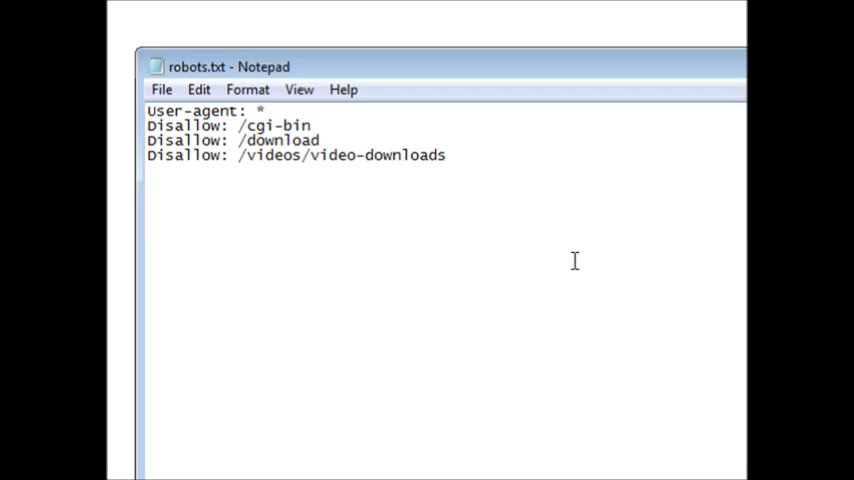 robots.txt - Notepad
File Edit Format View Help
User-agent: *
Disallow: /cgi-bin
Disallow: /download
Disallow: /videos/video-downloads